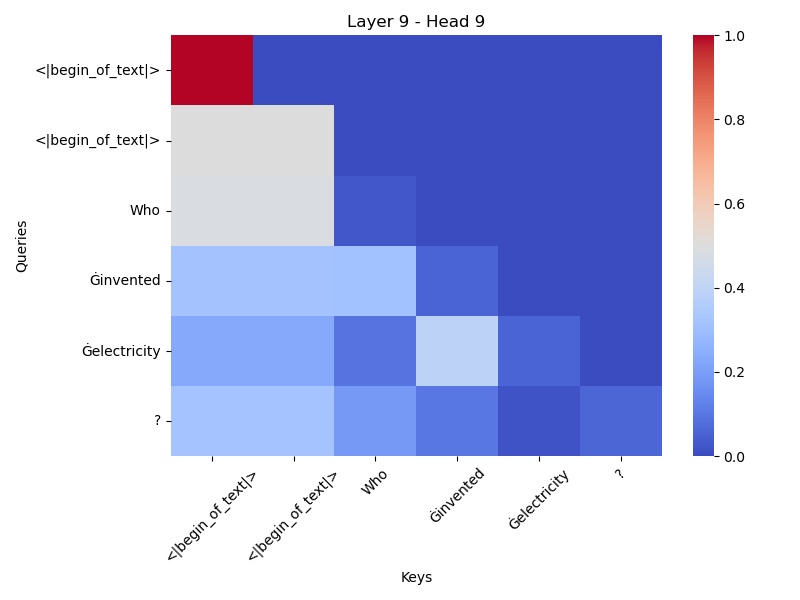 Layer 9 - Head 9
<|begin_of_text|>
<|begin_of_text|>
Who
Ġinvented
Ġelectricity
?
Queries
<|begin_of_text|>
<|begin_of_text|>
Who
Ġinvented
Ġelectricity
?
Keys
1.0
0.8
0.6
0.4
0.2
0.0